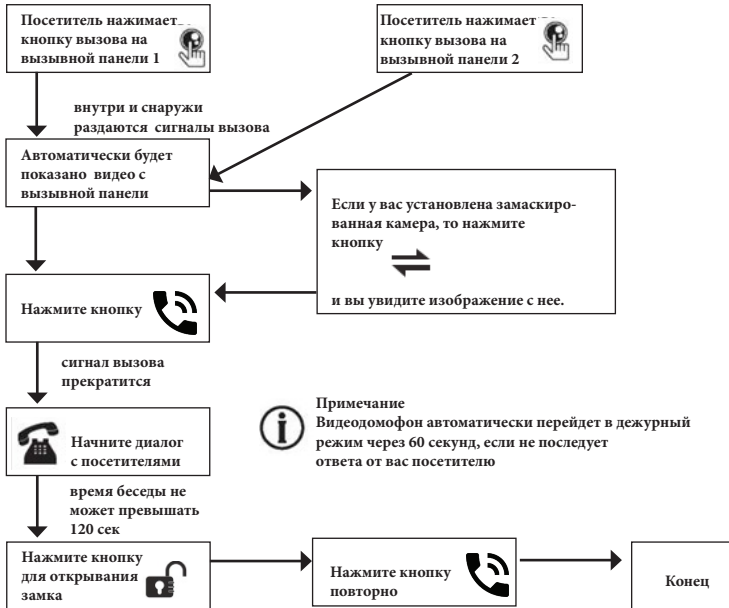 Посетитель нажимает
кнопку вызова на
вызывной панели 1
Посетитель нажимает
кнопку вызова на
вызывной панели 2
внутри и снаружи
раздаются сигналы вызова
Автоматически будет
показано видео с
вызывной панели
Если у вас установлена замаскиро-
ванная камера, то нажмите
кнопку
и вы увидите изображение с нее.
Нажмите кнопку
сигнал вызова
прекратится
Примечание
Видеодомофон автоматически перейдет в дежурный
режим через 60 секунд, если не последует
ответа от вас посетителю
Начните диалог
с посетителями
время беседы не
может превышать
120 сек
Нажмите кнопку
для открывания
замка
Нажмите кнопку
повторно
Конец